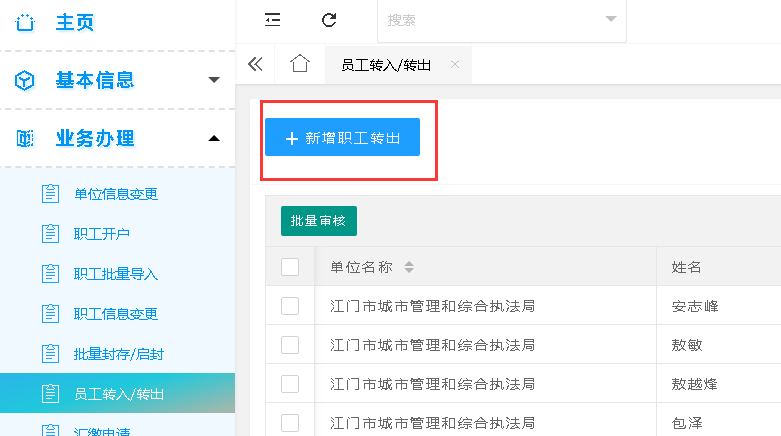 主页
搜索
基本信息
员工转入/转出
业务办理
新增职工转出
单位信息变更
职工开户
职工批量导入
职工信息变更
批量封存/启封
员工转入/转出
汇缴申请
批量审核
单位名称 姓名
江门市城市管理和综合执法局 安志峰
江门市城市管理和综合执法局 敖敏
江门市城市管理和综合执法局 敖越烽
江门市城市管理和综合执法局 包泽